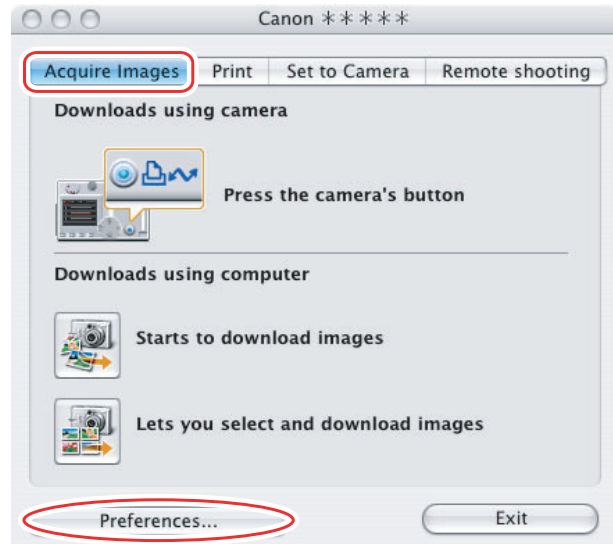 Canon ＊＊＊＊＊
Acquire Images Print Set to Camera Remote shooting
Downloads using camera
Press the camera's button
Downloads using computer
Starts to download images
Lets you select and download images
Preferences... Exit